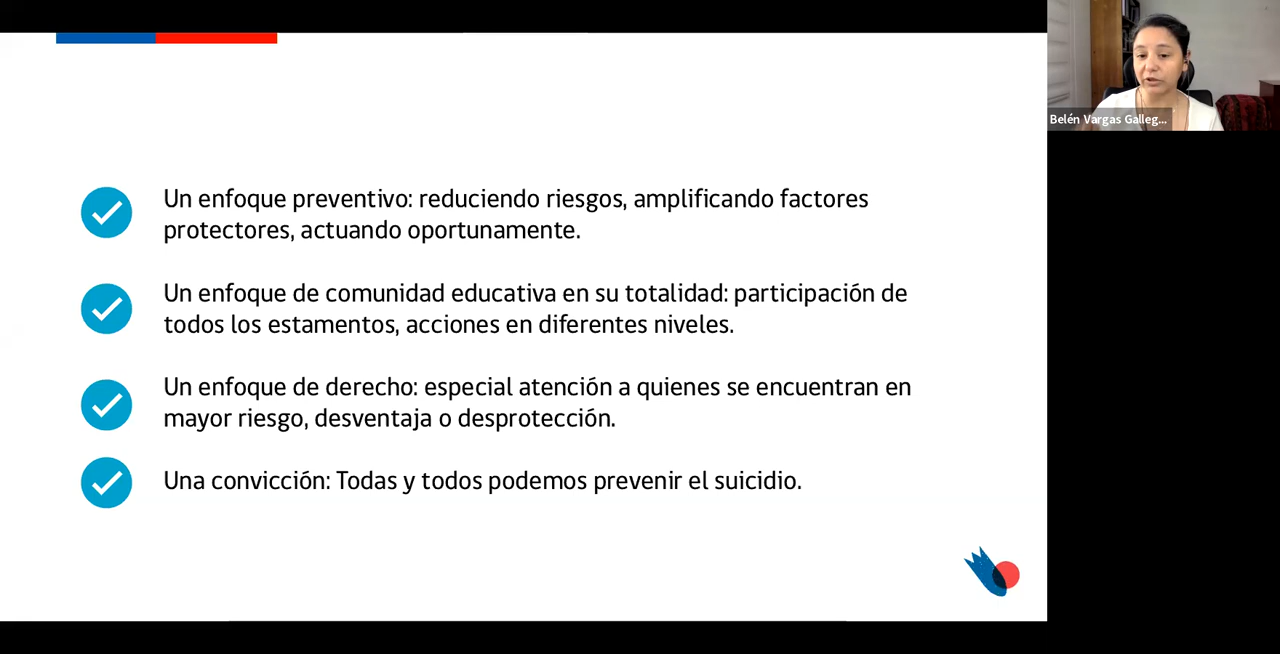 Un enfoque preventivo: reduciendo riesgos, amplificando factores
protectores, actuando oportunamente.
Un enfoque de comunidad educativa en su totalidad: participación de
todos los estamentos, acciones en diferentes niveles.
Un enfoque de derecho: especial atención a quienes se encuentran en
mayor riesgo, desventaja o desprotección.
Una convicción: Todas y todos podemos prevenir el suicidio.
Belén Vargas Galleg...